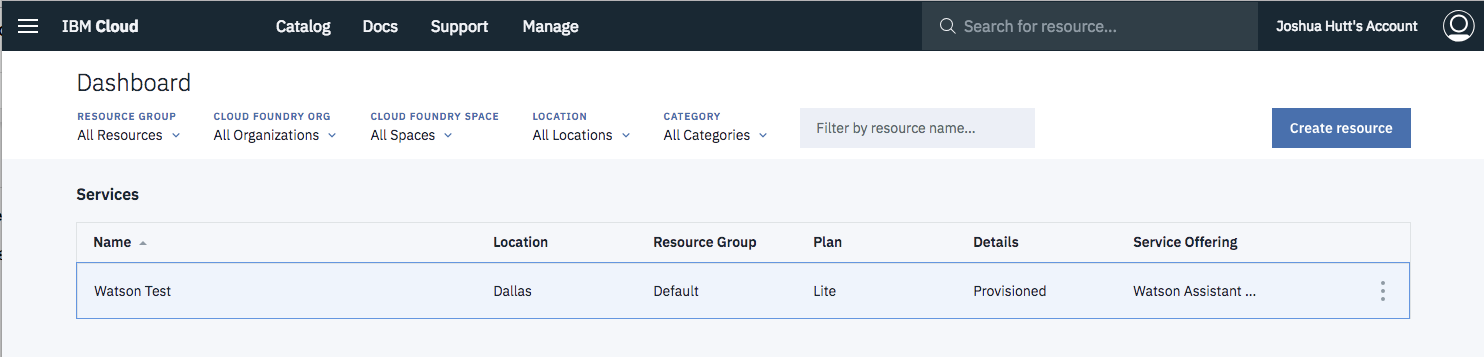 IBM Cloud Catalog Docs Support Manage Search for resource... Joshua Hutt's Account
Dashboard
RESOURCE GROUP CLOUD FOUNDRY ORG CLOUD FOUNDRY SPACE LOCATION CATEGORY
All Resources All Organizations All Spaces All Locations All Categories Filter by resource name... Create resource
Services
Name Location Resource Group Plan Details Service Offering
Watson Test Dallas Default Lite Provisioned Watson Assistant ...